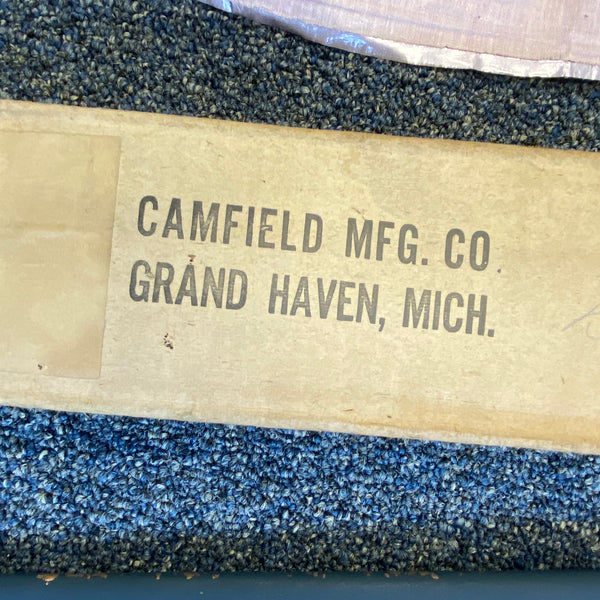 CAMFIELD MFG. CO.
GRAND HAVEN, MICH.